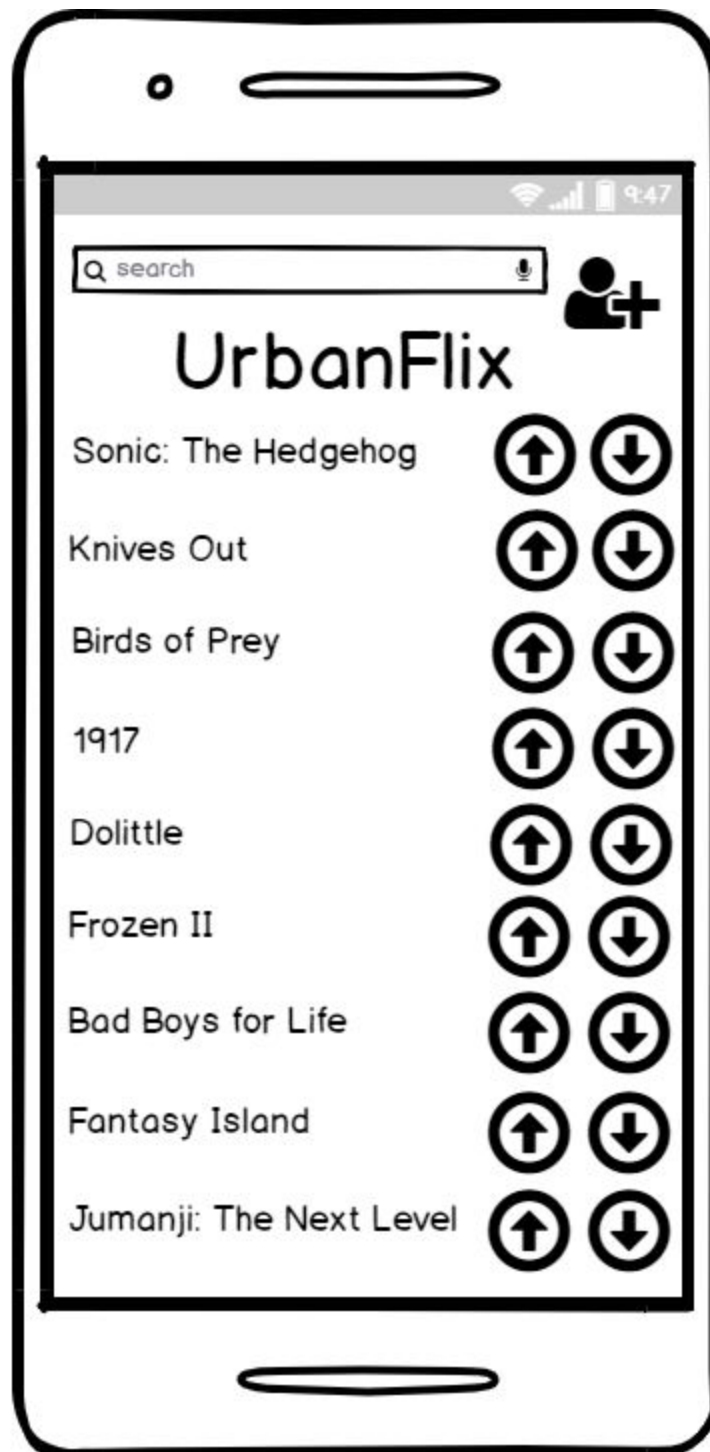 9:47
search
UrbanFlix
Sonic: The Hedgehog
Knives Out
Birds of Prey
1917
Dolittle
Frozen II
Bad Boys for Life
Fantasy Island
Jumanji: The Next Level